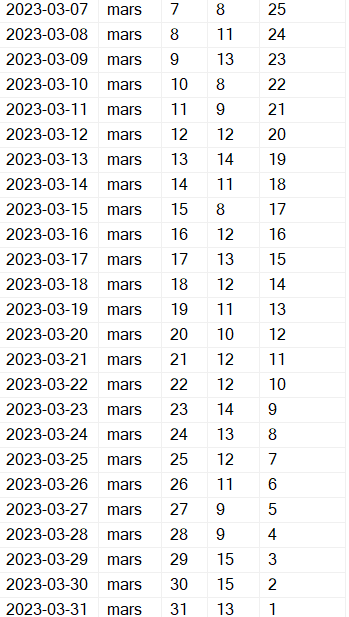 2023-03-07 mars 7 8 25
2023-03-08 mars 8 11 24
2023-03-09 mars 9 13 23
2023-03-10 mars 10 8 22
2023-03-11 mars 11 9 21
2023-03-12 mars 12 12 20
2023-03-13 mars 13 14 19
2023-03-14 mars 14 11 18
2023-03-15 mars 15 8 17
2023-03-16 mars 16 12 16
2023-03-17 mars 17 13 15
2023-03-18 mars 18 12 14
2023-03-19 mars 19 11 13
2023-03-20 mars 20 10 12
2023-03-21 mars 21 12 11
2023-03-22 mars 22 12 10
2023-03-23 mars 23 14 9
2023-03-24 mars 24 13 8
2023-03-25 mars 25 12 7
2023-03-26 mars 26 11 6
2023-03-27 mars 27 9 5
2023-03-28 mars 28 9 4
2023-03-29 mars 29 15 3
2023-03-30 mars 30 15 2
2023-03-31 mars 31 13 1